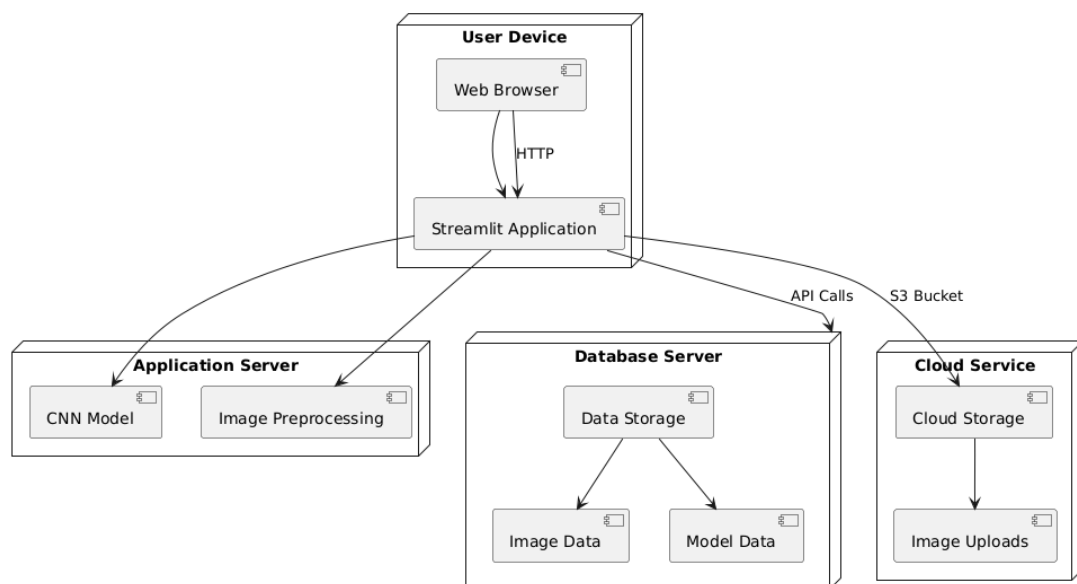 User Device
Web Browser
HTTP
Streamlit Application
API Calls
S3 Bucket
Application Server
CNN Model
Image Preprocessing
Database Server
Data Storage
Image Data
Model Data
Cloud Service
Cloud Storage
Image Uploads